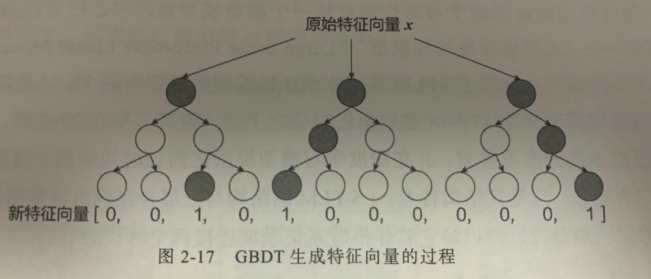 原始特征向量 x
新特征向量 [ 0, 0, 1, 0, 1, 0, 0, 0, 0, 0, 0, 1 ]
图 2-17 GBDT 生成特征向量的过程